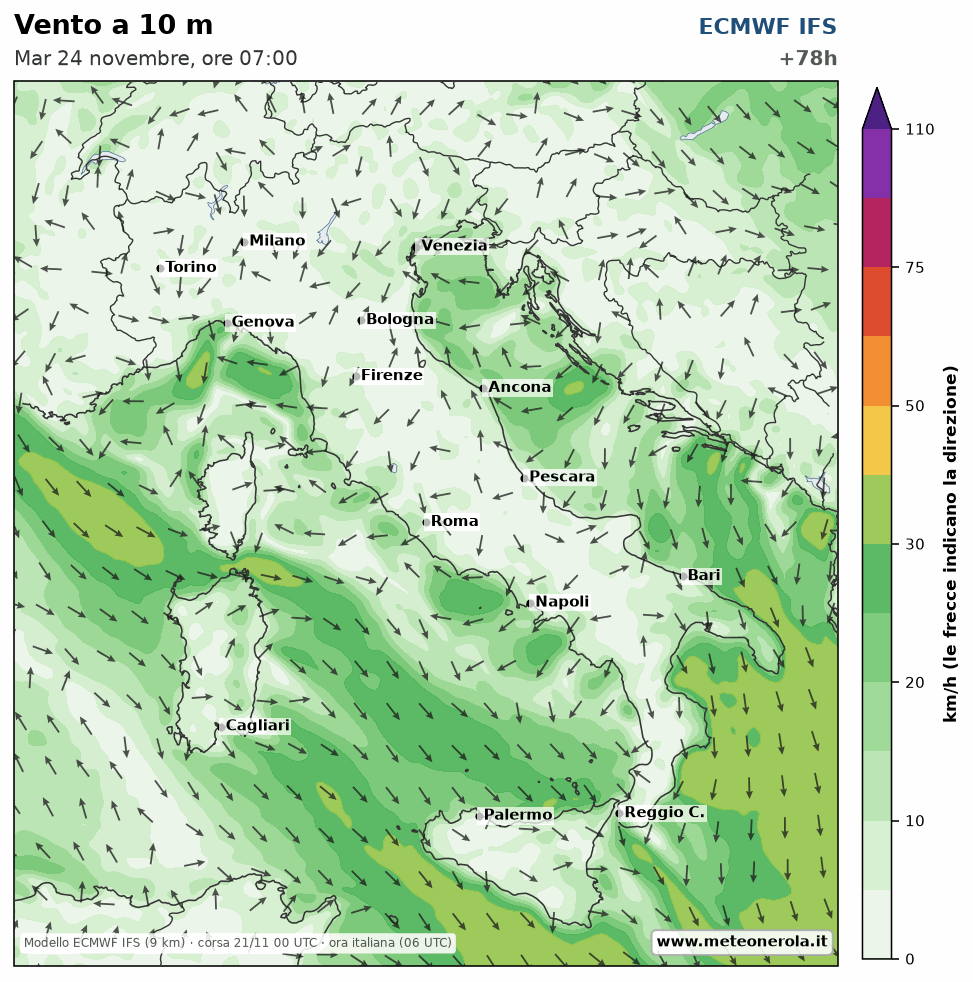 Vento a 10 m
ECMWF IFS
Mar 24 novembre, ore 07:00
+78h
Milano
Venezia
Torino
Genova
Bologna
Firenze
Ancona
Pescara
Roma
Bari
Napoli
Cagliari
Palermo
Reggio C.
110
75
50
30
20
10
0
km/h (le frecce indicano la direzione)
Modello ECMWF IFS (9 km) · corsa 21/11 00 UTC · ora italiana (06 UTC)
www.meteonerola.it